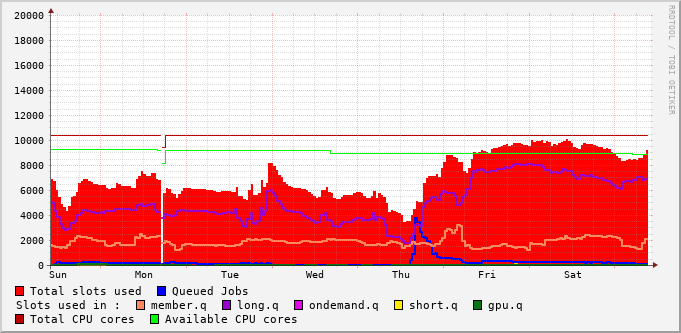 20000
18000
16000
14000
12000
10000
8000
6000
4000
2000
0
Sun Mon Tue Wed Thu Fri Sat
RRDTOOL / TOBI OETIKER
Total slots used Queued Jobs
Slots used in : member.q long.q ondemand.q short.q gpu.q
Total CPU cores Available CPU cores